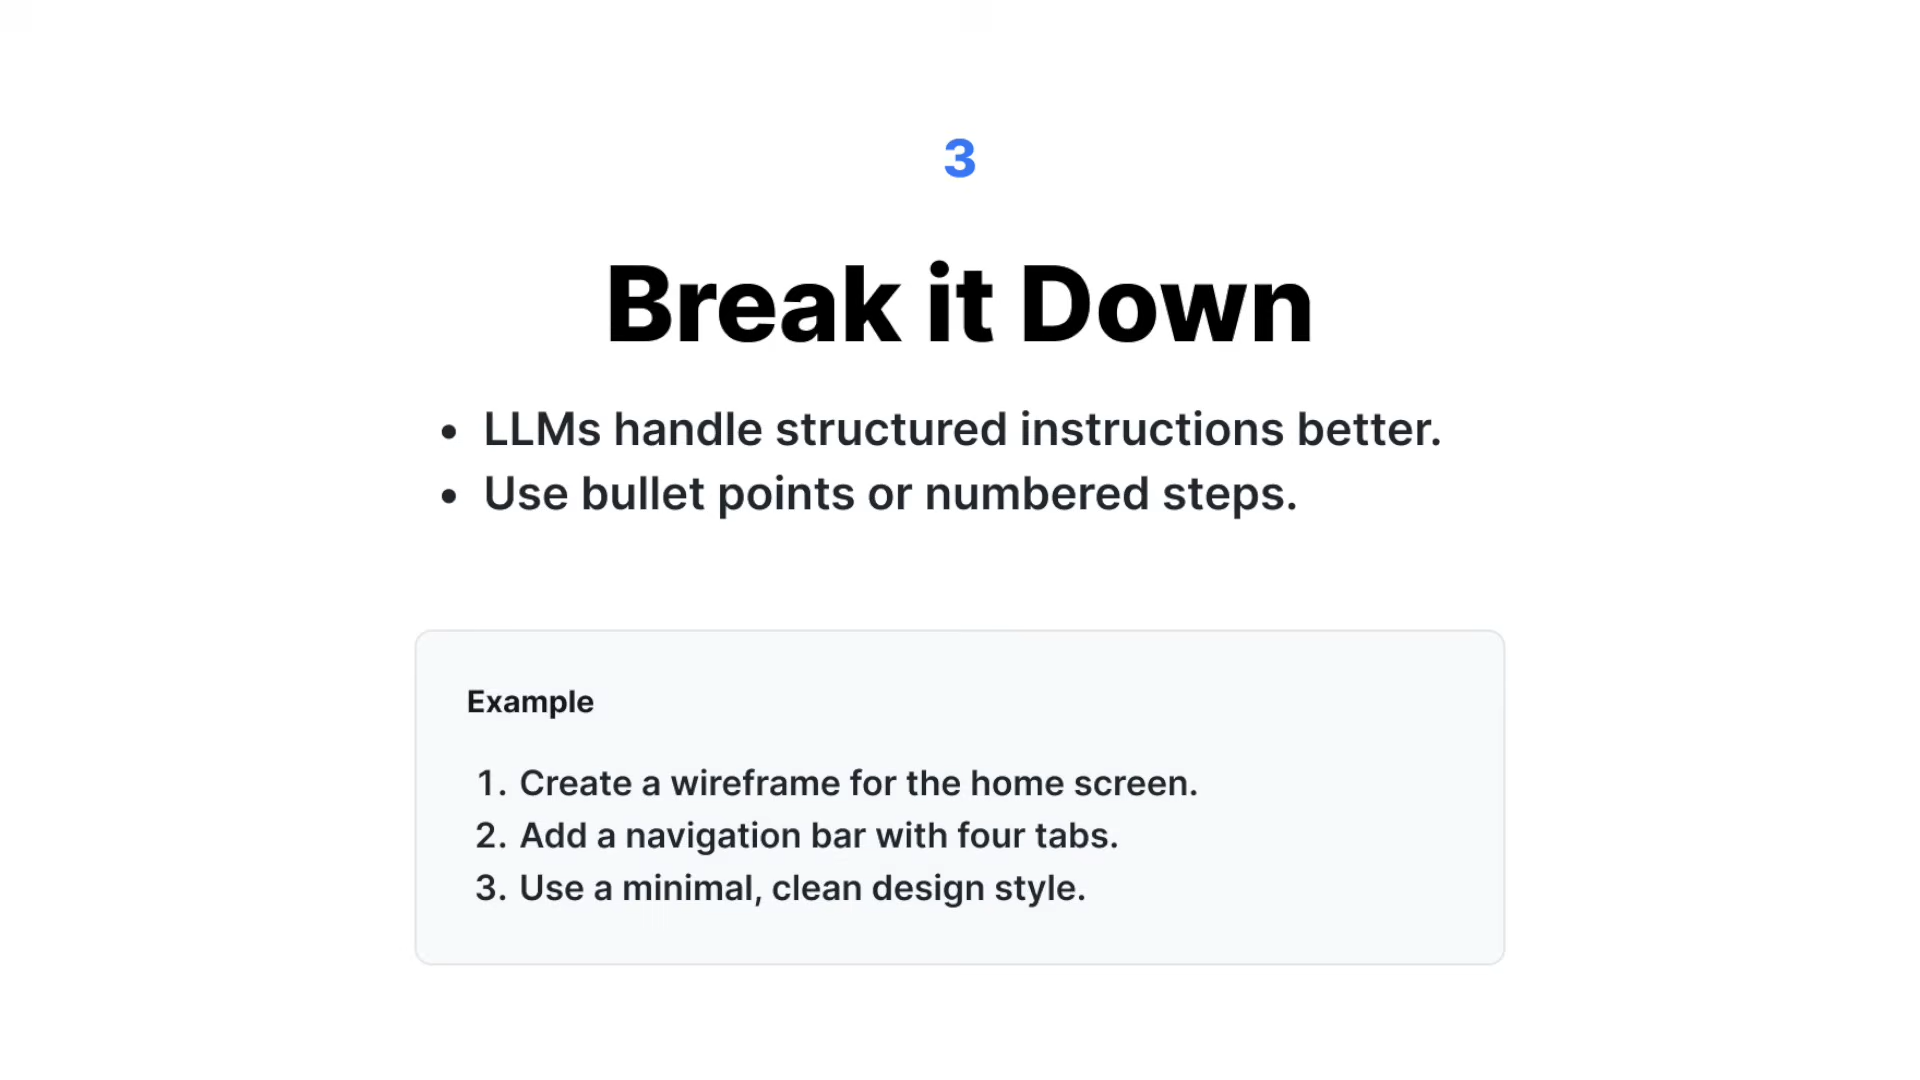 3
Break it Down
• LLMs handle structured instructions better.
• Use bullet points or numbered steps.
Example
1. Create a wireframe for the home screen.
2. Add a navigation bar with four tabs.
3. Use a minimal, clean design style.